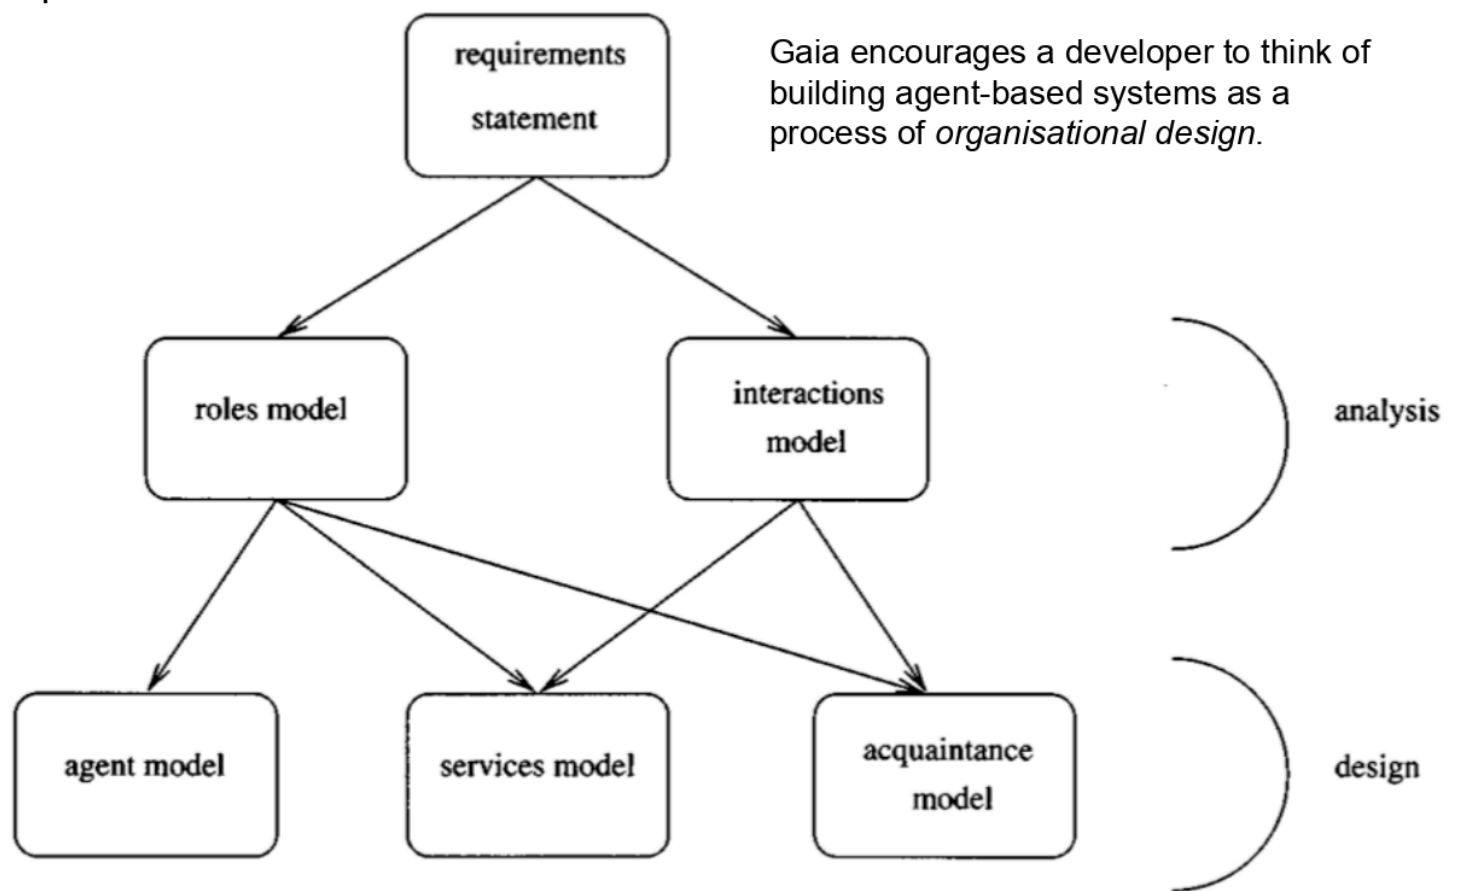 requirements
statement
Gaia encourages a developer to think of
building agent-based systems as a
process of organisational design.
roles model
interactions
model
analysis
agent model
services model
acquaintance
model
design